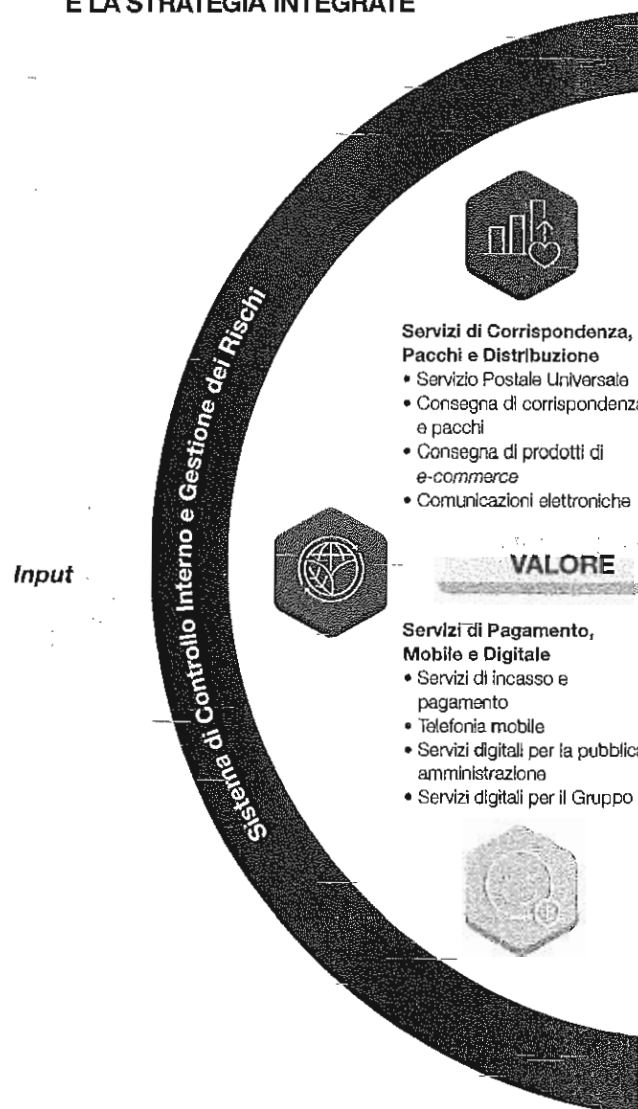 E LA STRATEGIA INTEGRATE
Sistema di Controllo Interno e Gestione dei Rischi
Servizi di Corrispondenza,
Pacchi e Distribuzione
• Servizio Postale Universale
• Consegna di corrispondenza
e pacchi
• Consegna di prodotti di
e-commerce
• Comunicazioni elettroniche
Input
VALORE
Servizi di Pagamento,
Mobile e Digitale
• Servizi di incasso e
pagamento
• Telefonia mobile
• Servizi digitali per la pubblica
amministrazione
• Servizi digitali per il Gruppo